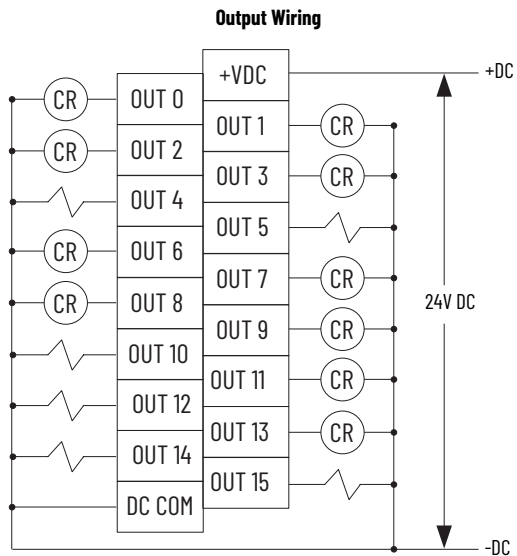 Output Wiring
+VDC
+DC
CR
OUT 0
OUT 1
CR
CR
OUT 2
OUT 3
CR
OUT 4
OUT 5
CR
OUT 6
OUT 7
CR
CR
OUT 8
24V DC
OUT 9
CR
OUT 10
OUT 11
CR
OUT 12
OUT 13
CR
OUT 14
OUT 15
DC COM
-DC